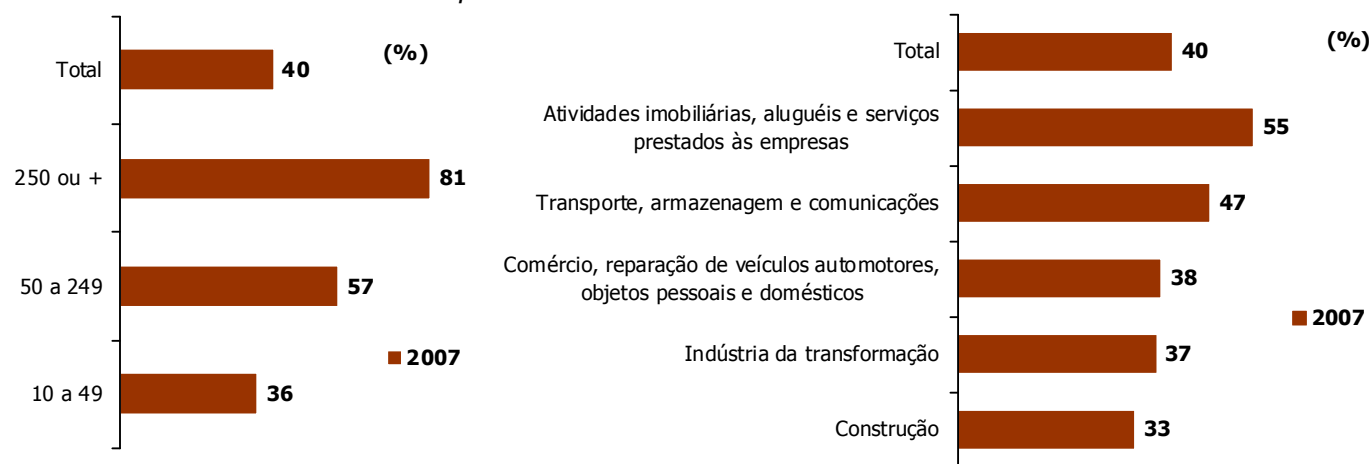 (%)
Total
40
250 ou +
81
50 a 249
57
2007
10 a 49
36
(%)
Total
40
Atividades imobiliárias, aluguéis e serviços
prestados às empresas
55
Transporte, armazenagem e comunicações
47
Comércio, reparação de veículos automotores,
objetos pessoais e domésticos
38
2007
Indústria da transformação
37
Construção
33